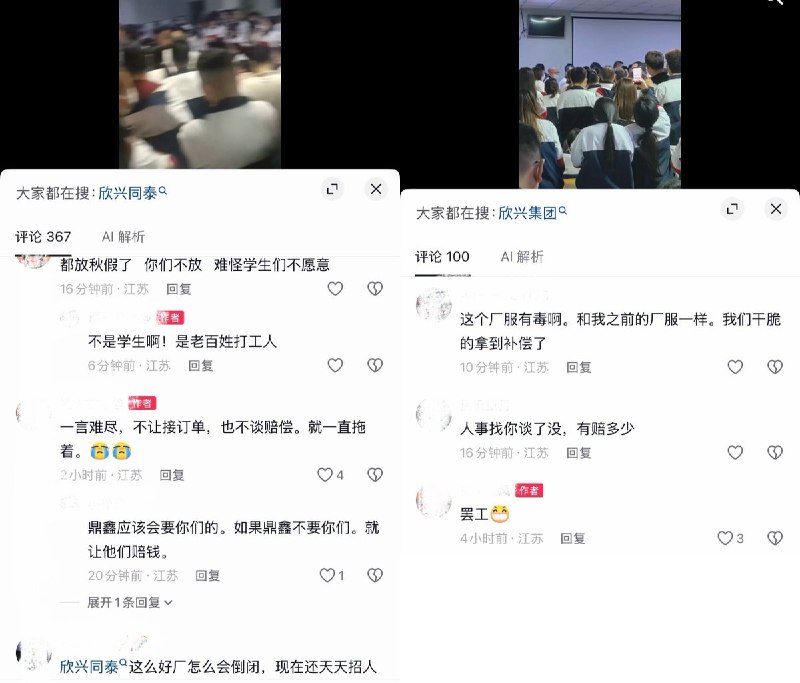 大家都在搜：欣兴同泰
评论 367 AI 解析
都放秋假了 你们不放 难怪学生们不愿意
16分钟前·江苏 回复
作者
不是学生啊！是老百姓打工人
6分钟前·江苏 回复
作者
一言难尽，不让接订单，也不谈赔偿。就一直拖
着。😭😭
2小时前·江苏 回复 4
鼎鑫应该会要你们的。如果鼎鑫不要你们。就
让他们赔钱。
20分钟前·江苏 回复 1
展开1条回复
欣兴同泰 这么好厂怎么会倒闭，现在还天天招人
大家都在搜：欣兴集团
评论 100 AI 解析
这个厂服有毒啊。和我之前的厂服一样。我们干脆
的拿到补偿了
10分钟前·江苏 回复
人事找你谈了没，有赔多少
16分钟前·江苏 回复
作者
罢工😷
4小时前·江苏 回复 3